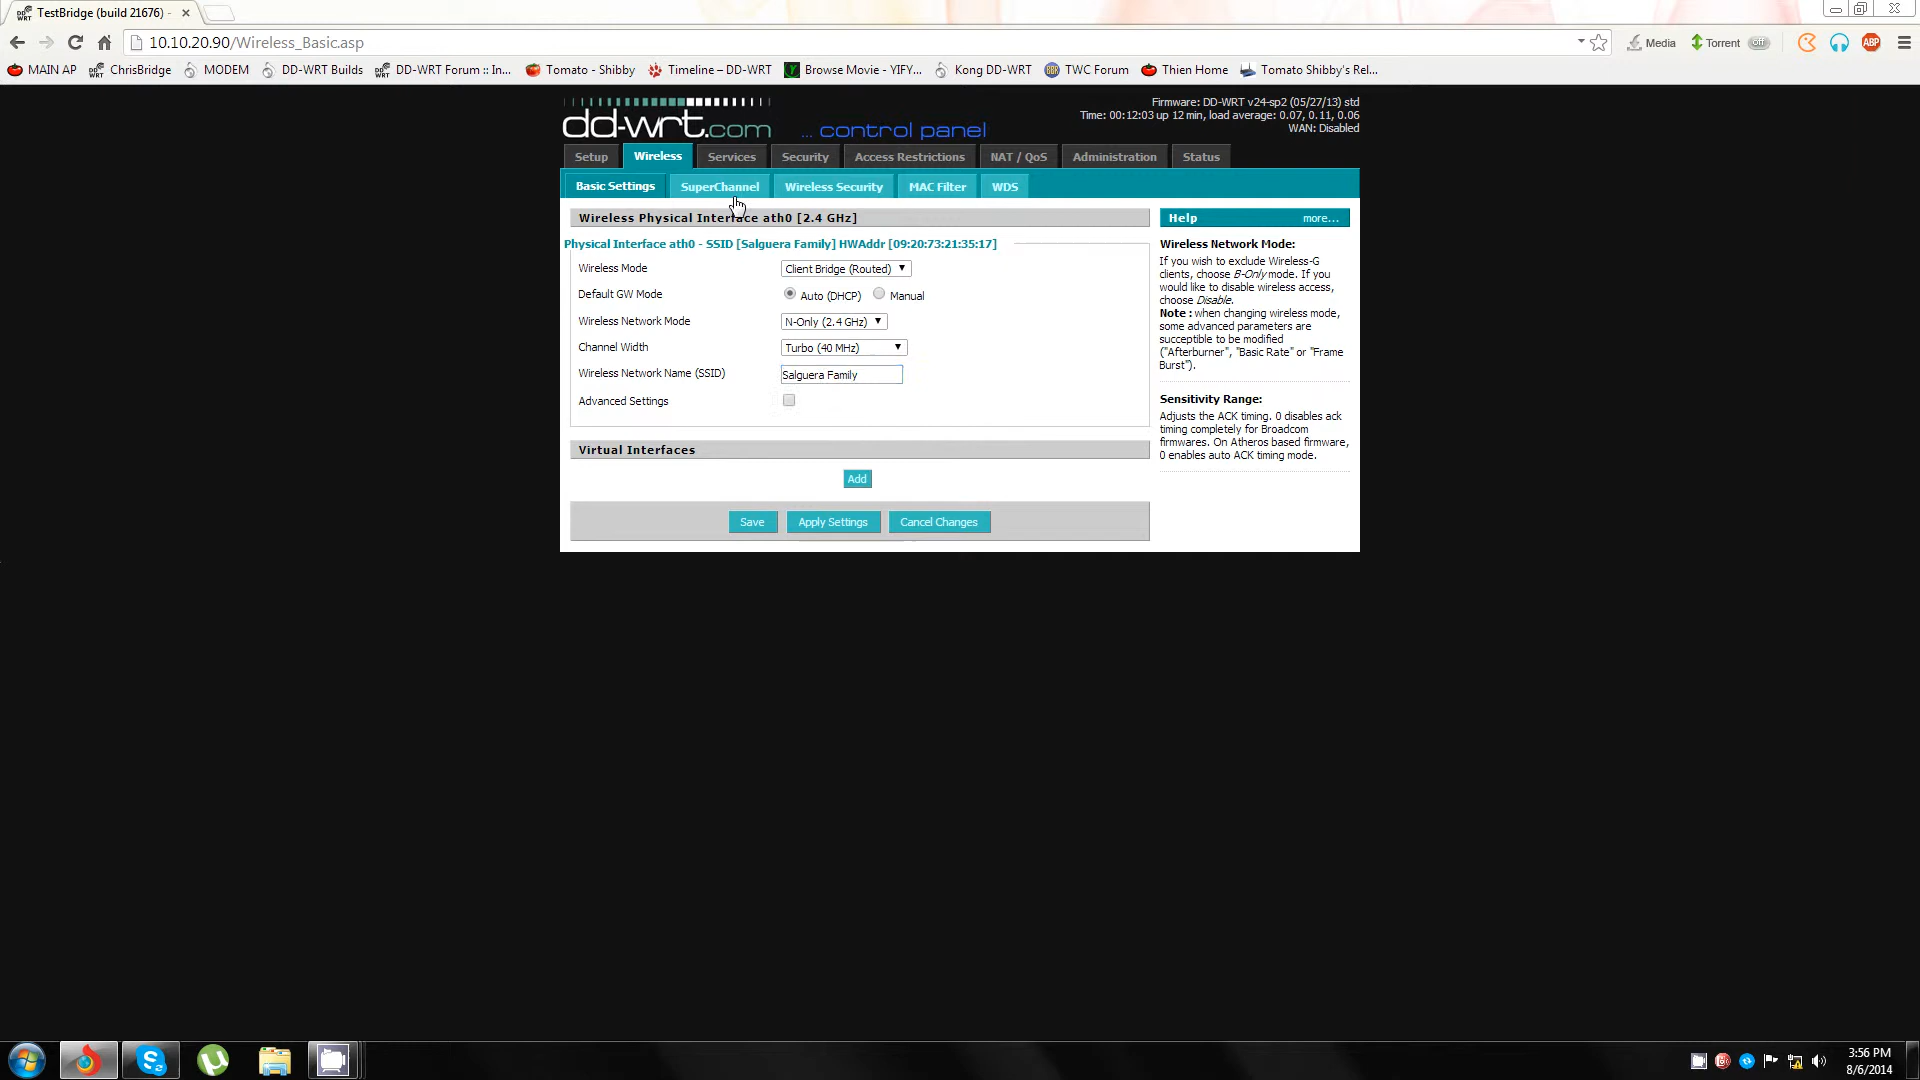 TestBridge (build 21676) -
10.10.20.90/Wireless_Basic.asp
Media
Torrent
off
ABP
MAIN AP
ChrisBridge
MODEM
DD-WRT Builds
DD-WRT Forum :: In...
Tomato - Shibby
Timeline – DD-WRT
Browse Movie - YIFY...
Kong DD-WRT
TWC Forum
Thien Home
Tomato Shibby's Rel...
dd-wrt.com ... control panel
Firmware: DD-WRT v24-sp2 (05/27/13) std
Time: 00:12:03 up 12 min, load average: 0.07, 0.11, 0.06
WAN: Disabled
Setup
Wireless
Services
Security
Access Restrictions
NAT / QoS
Administration
Status
Basic Settings
SuperChannel
Wireless Security
MAC Filter
WDS
Wireless Physical Interface ath0 [2.4 GHz]
Physical Interface ath0 - SSID [Salguera Family] HWAddr [09:20:73:21:35:17]
Wireless Mode
Client Bridge (Routed)
Default GW Mode
Auto (DHCP)
Manual
Wireless Network Mode
N-Only (2.4 GHz)
Channel Width
Turbo (40 MHz)
Wireless Network Name (SSID)
Salguera Family
Advanced Settings
Virtual Interfaces
Add
Save
Apply Settings
Cancel Changes
Help
more...
Wireless Network Mode:
If you wish to exclude Wireless-G
clients, choose B-Only mode. If you
would like to disable wireless access,
choose Disable.
Note : when changing wireless mode,
some advanced parameters are
susceptible to be modified
("Afterburner", "Basic Rate" or "Frame
Burst").
Sensitivity Range:
Adjusts the ACK timing. 0 disables ack
timing completely for Broadcom
firmwares. On Atheros based firmware,
0 enables auto ACK timing mode.
3:56 PM
8/6/2014